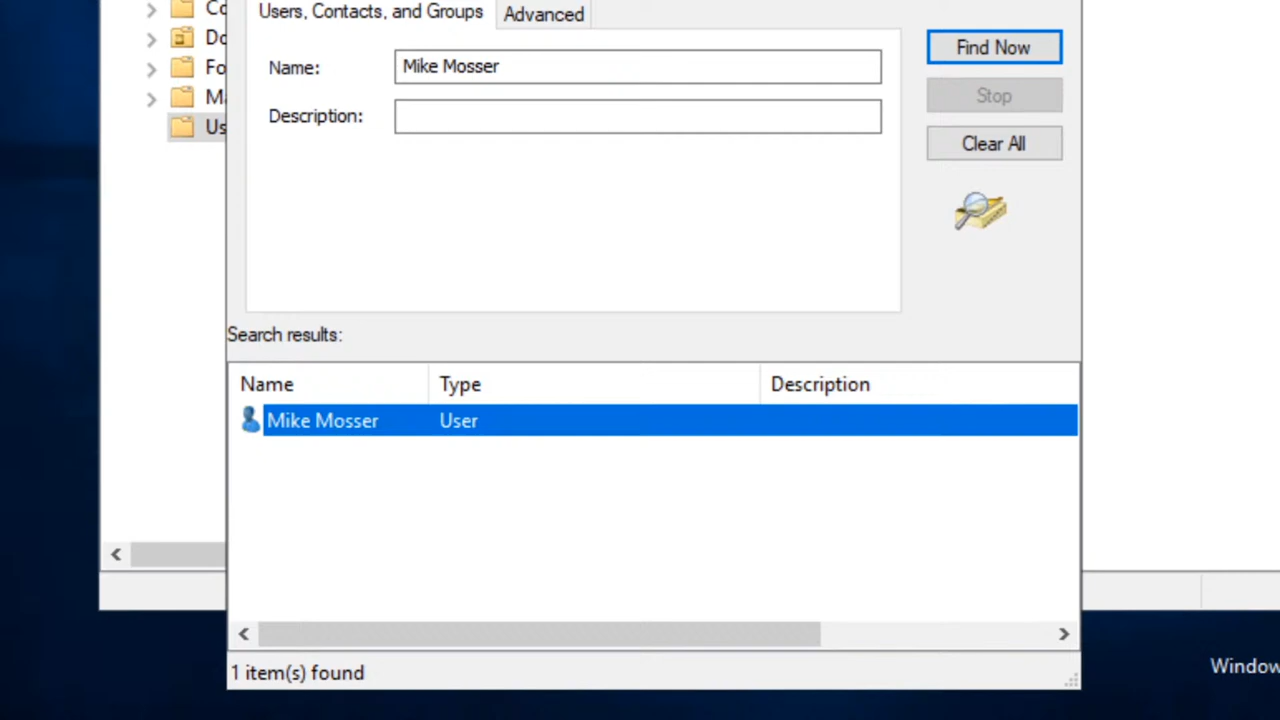 Users, Contacts, and Groups
Advanced
Find Now
Name:
Mike Mosser
Description:
Stop
Clear All
Search results:
Name Type Description
Mike Mosser User
1 item(s) found